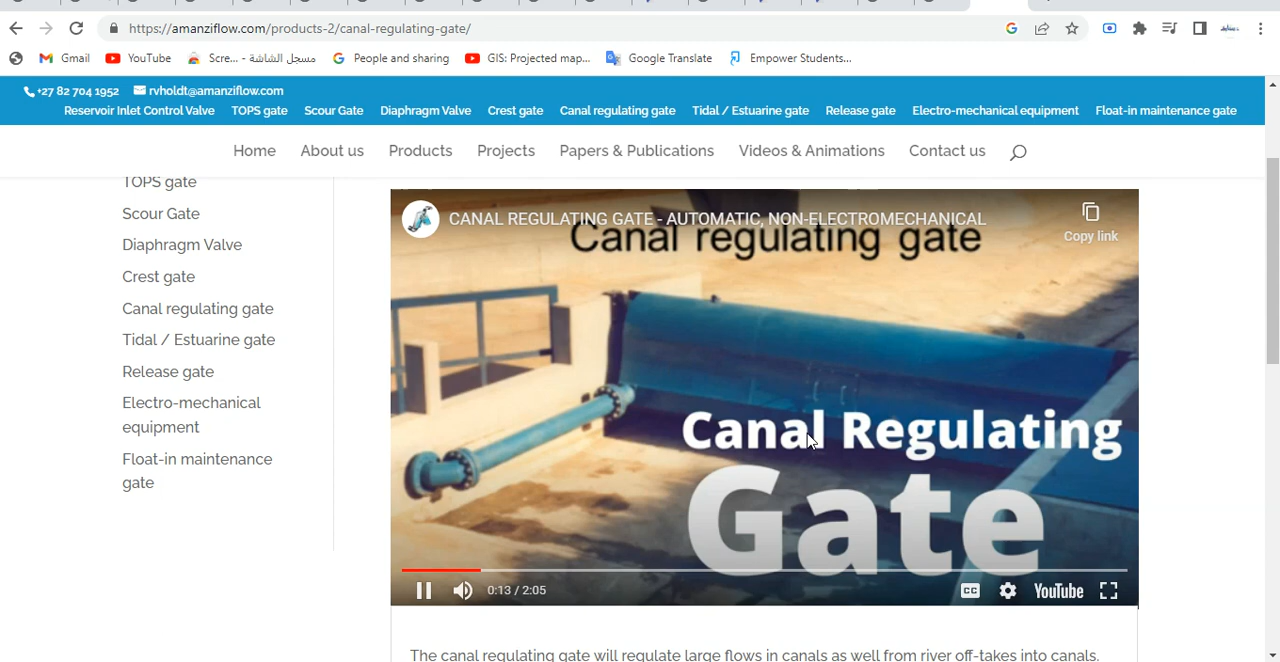 https://amanziflow.com/products-2/canal-regulating-gate/
Gmail YouTube Scre... - مسجل الشاشة People and sharing GIS: Projected map... Google Translate Empower Students...
+27 82 704 1952 rvholdt@amanziflow.com
Reservoir Inlet Control Valve TOPS gate Scour Gate Diaphragm Valve Crest gate Canal regulating gate Tidal / Estuarine gate Release gate Electro-mechanical equipment Float-in maintenance gate
Home About us Products Projects Papers & Publications Videos & Animations Contact us
TOPS gate
Scour Gate
Diaphragm Valve
Crest gate
Canal regulating gate
Tidal / Estuarine gate
Release gate
Electro-mechanical
equipment
Float-in maintenance
gate
CANAL REGULATING GATE - AUTOMATIC, NON-ELECTROMECHANICAL
Copy link
Canal regulating gate
Canal Regulating
Gate
0:13 / 2:05
CC
YouTube
The canal regulating gate will regulate large flows in canals as well from river off-takes into canals.